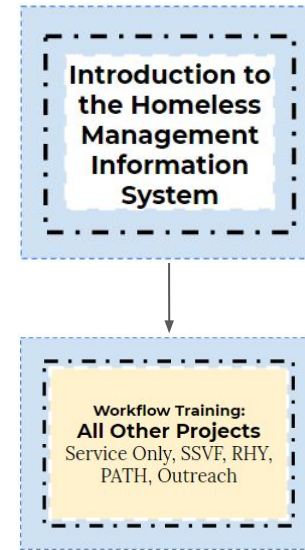 Introduction to
the Homeless
Management
Information
System
Workflow Training:
All Other Projects
Service Only, SSVF, RHY,
PATH, Outreach